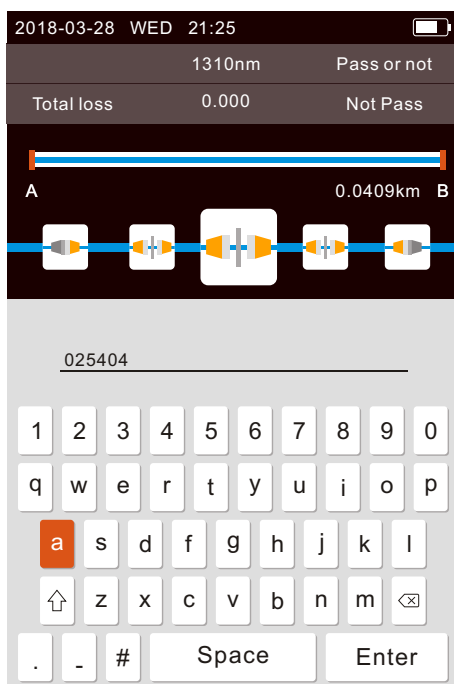 2018-03-28 WED 21:25
1310nm Pass or not
Total loss 0.000 Not Pass
A 0.0409km B
025404
1 2 3 4 5 6 7 8 9 0
q w e r t y u i o p
a s d f g h j k l
z x c v b n m
. - # Space Enter